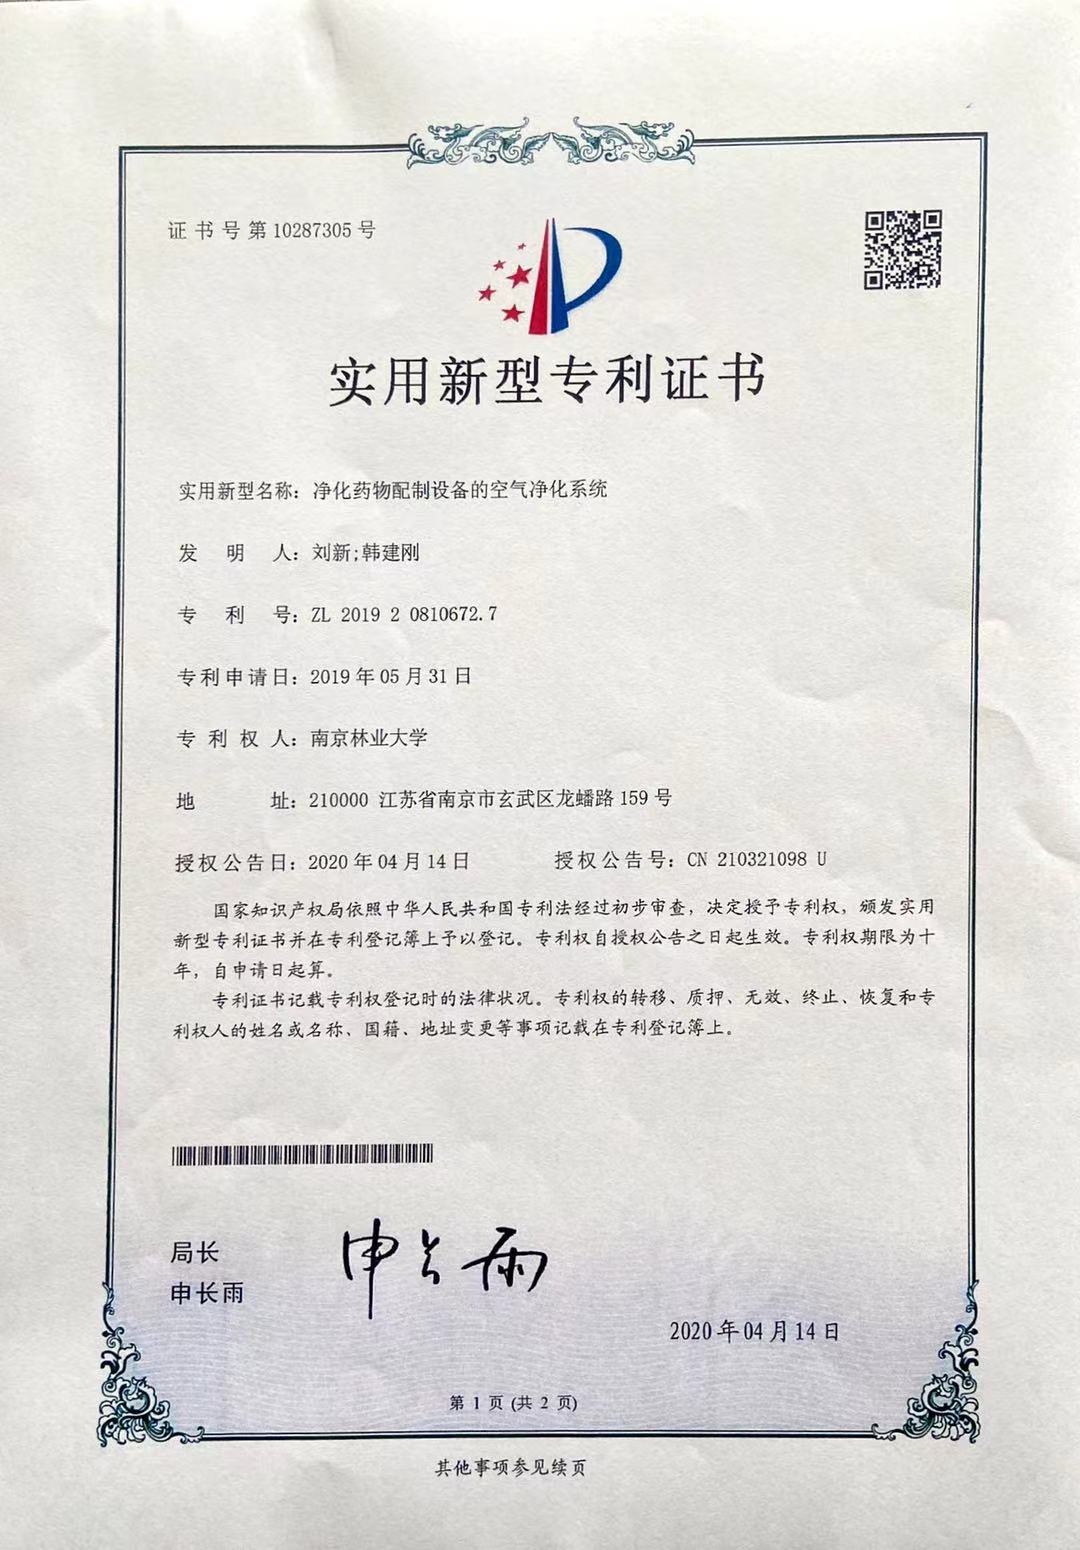 证书号第10287305号
实用新型专利证书
实用新型名称：净化药物配制设备的空气净化系统
发明人：刘新;韩建刚
专利号：ZL 2019 2 0810672.7
专利申请日：2019年05月31日
专利权人：南京林业大学
地址：210000 江苏省南京市玄武区龙蟠路159号
授权公告日：2020年04月14日 授权公告号：CN 210321098 U
国家知识产权局依照中华人民共和国专利法经过初步审查，决定授予专利权，颁发实用
新型专利证书并在专利登记簿上予以登记。专利权自授权公告之日起生效。专利权期限为十
年，自申请日起算。
专利证书记载专利权登记时的法律状况。专利权的转移、质押、无效、终止、恢复和专
利权人的姓名或名称、国籍、地址变更等事项记载在专利登记簿上。
局长
申长雨
申长雨
2020年04月14日
第 1 页 (共 2 页)
其他事项参见续页